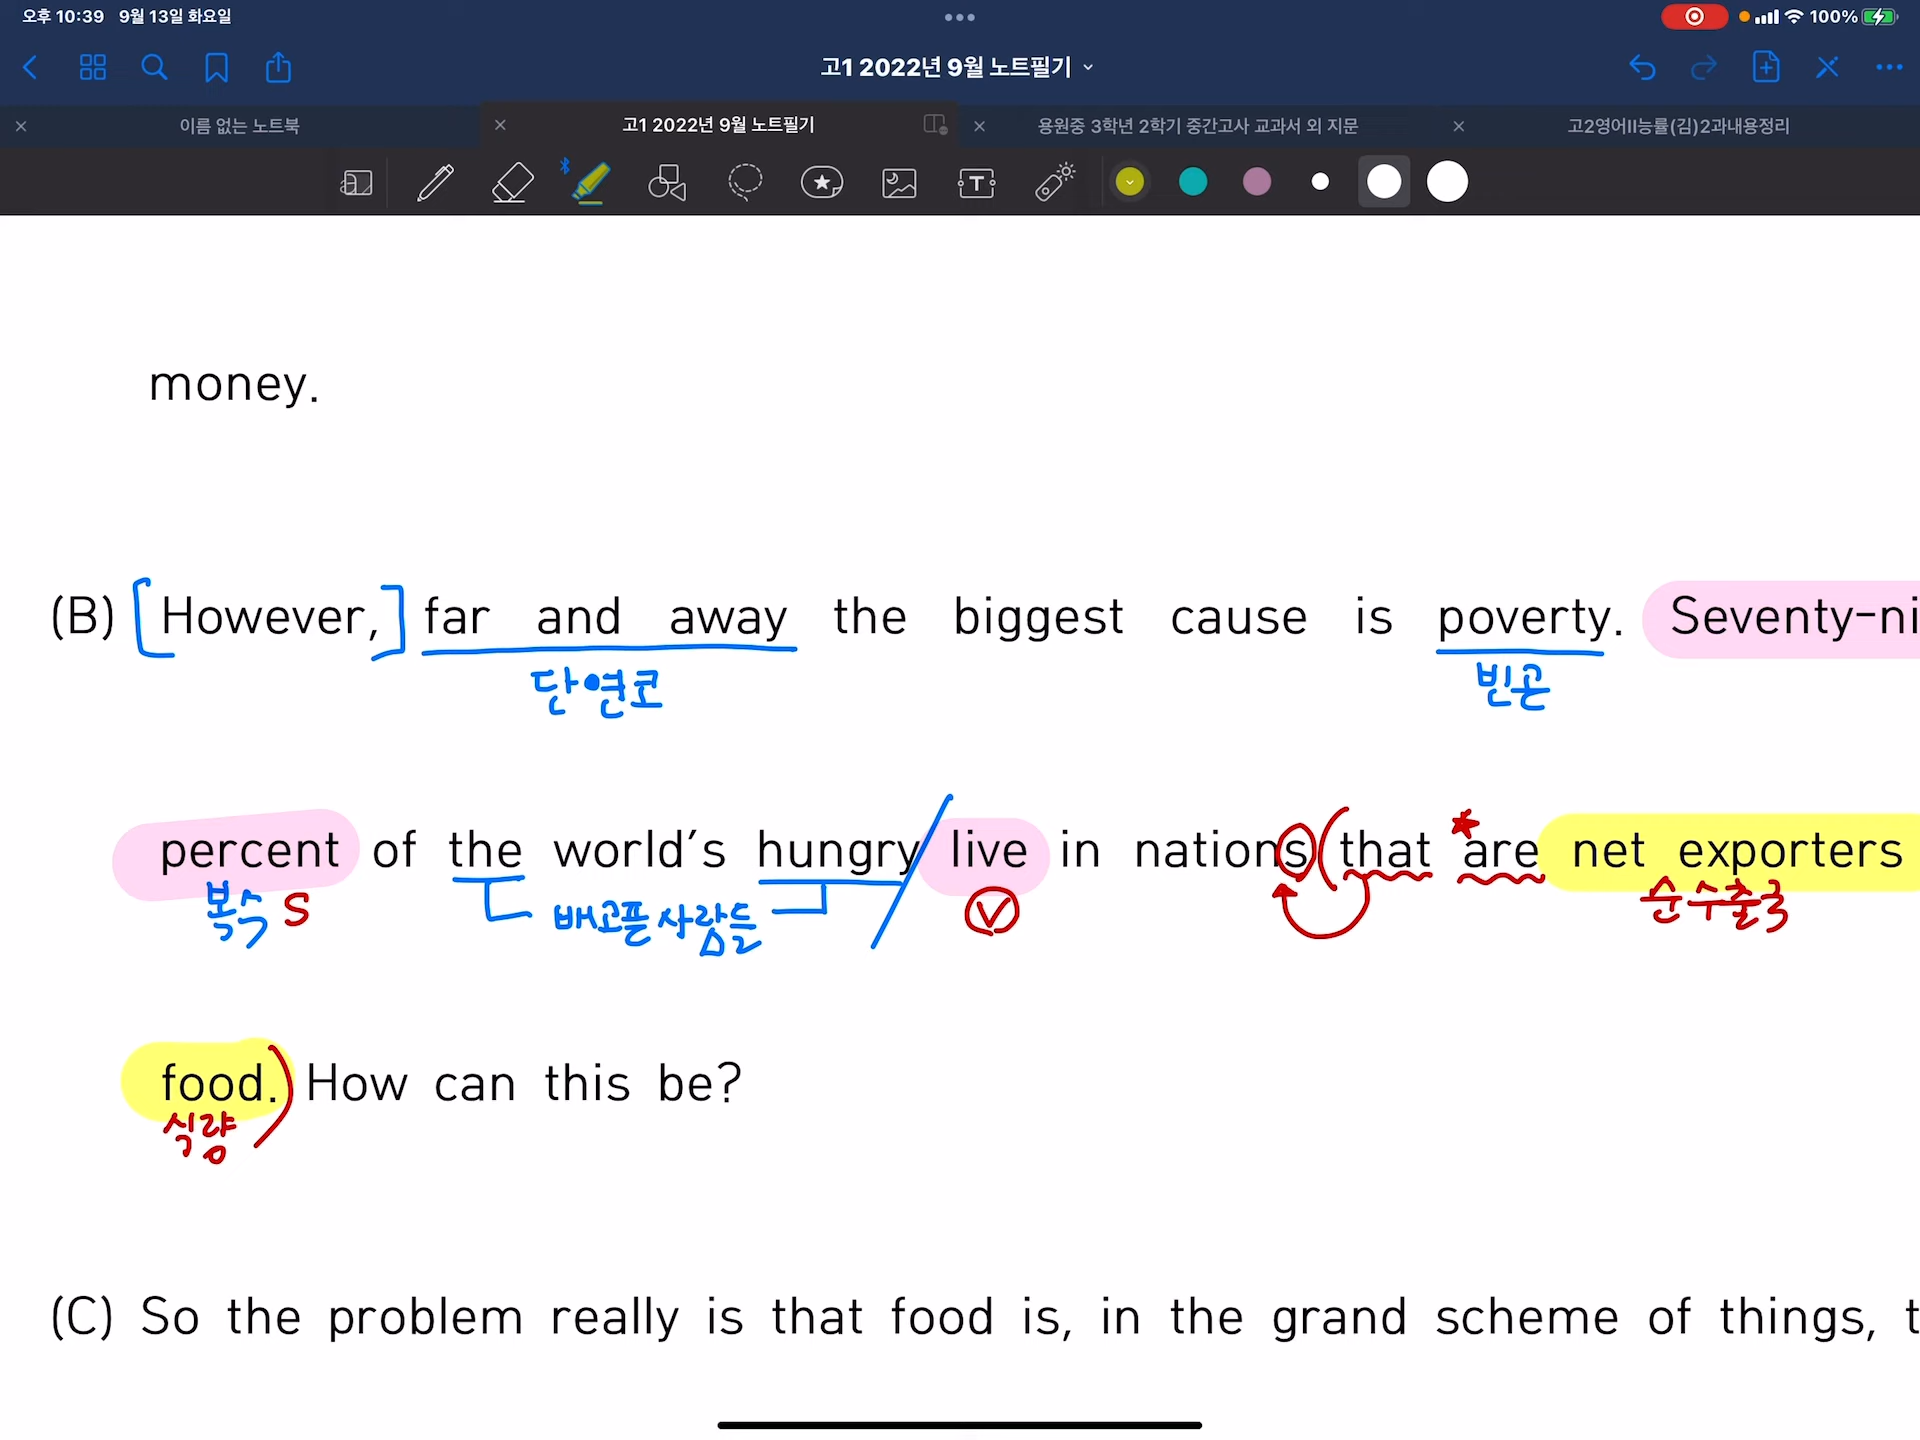 오후 10:39 9월 13일 화요일
100%
고1 2022년 9월 노트필기
이름 없는 노트북
고1 2022년 9월 노트필기
용원중 3학년 2학기 중간고사 교과서 외 지문
고2영어II능률(김)2과내용정리
money.
(B) [However,] far and away the biggest cause is poverty. Seventy-ni
단연코 빈곤
percent of the world's hungry/ live in nations (that *are net exporters
복수 S 배고픈 사람들 V 순수출국
food.) How can this be?
식량
(C) So the problem really is that food is, in the grand scheme of things, t